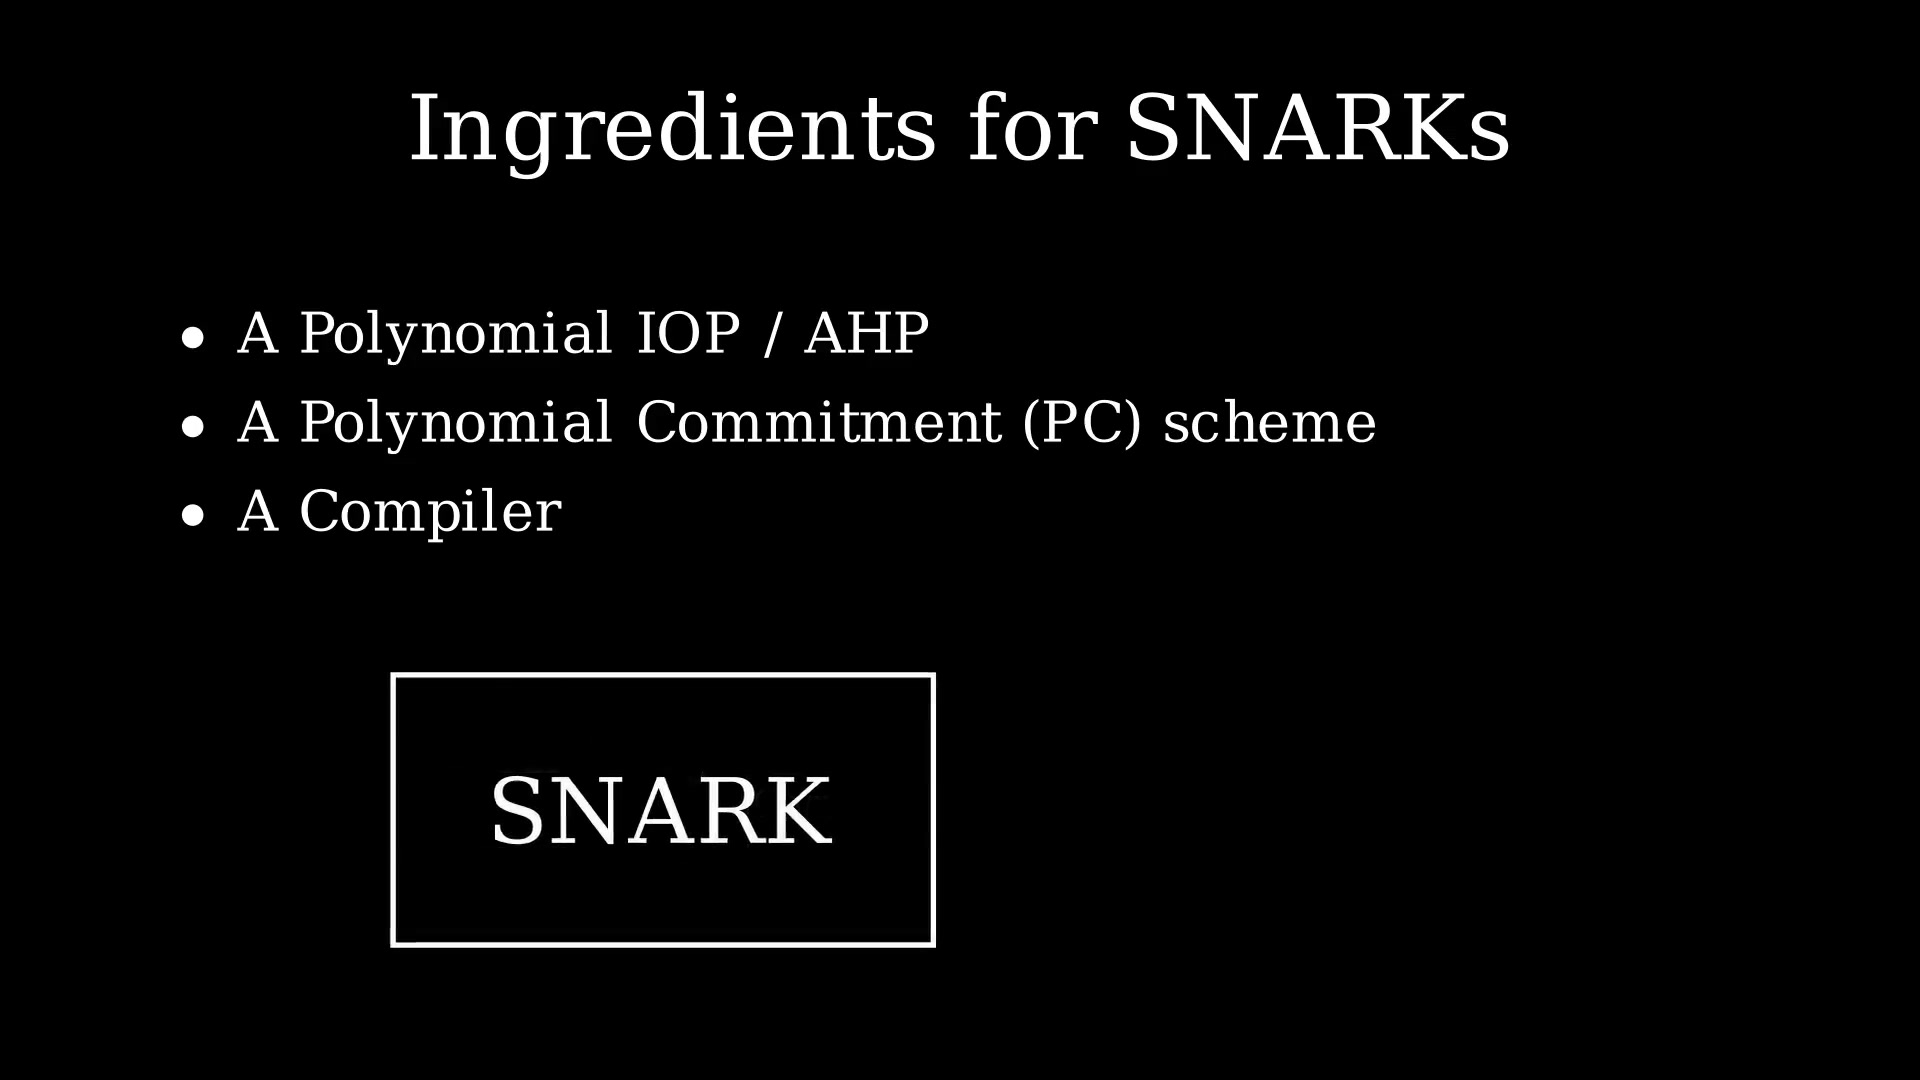 Ingredients for SNARKs
• A Polynomial IOP / AHP
• A Polynomial Commitment (PC) scheme
• A Compiler
SNARK